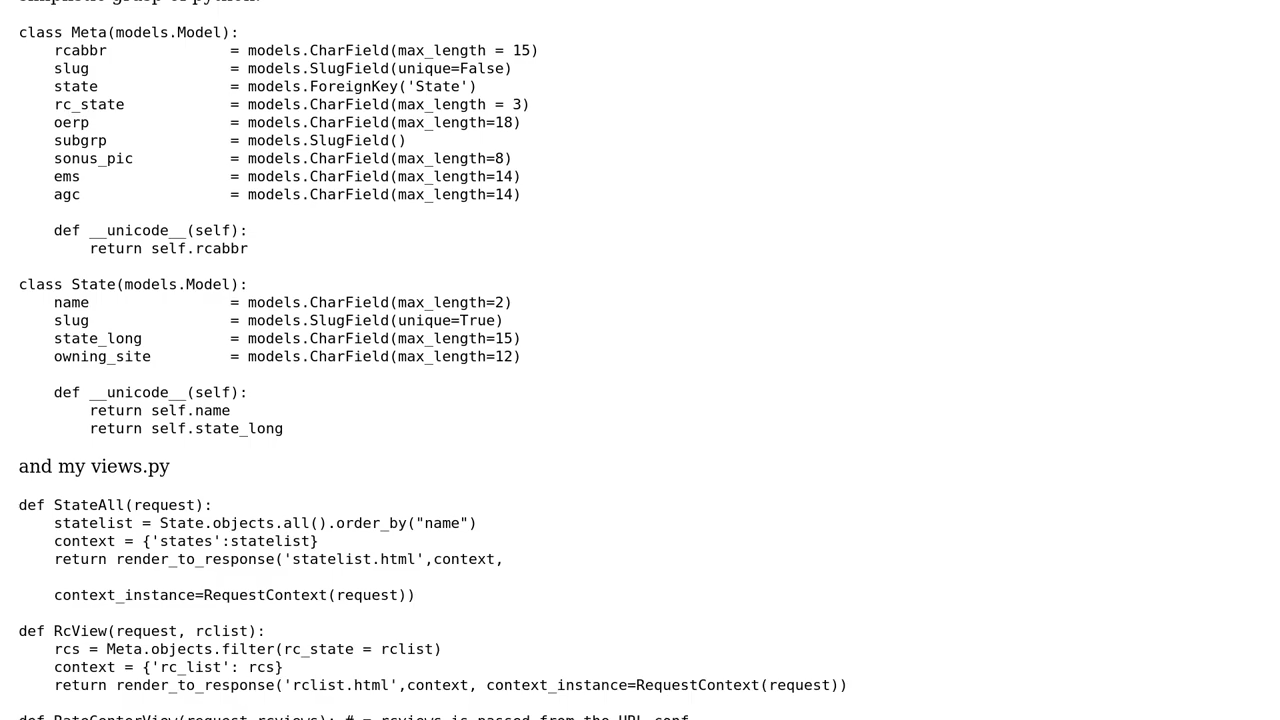 class Meta(models.Model):
    rcabbr              = models.CharField(max_length = 15)
    slug                = models.SlugField(unique=False)
    state               = models.ForeignKey('State')
    rc_state            = models.CharField(max_length = 3)
    oerp                = models.CharField(max_length=18)
    subgrp              = models.SlugField()
    sonus_pic           = models.CharField(max_length=8)
    ems                 = models.CharField(max_length=14)
    agc                 = models.CharField(max_length=14)

    def __unicode__(self):
        return self.rcabbr

class State(models.Model):
    name                = models.CharField(max_length=2)
    slug                = models.SlugField(unique=True)
    state_long          = models.CharField(max_length=15)
    owning_site         = models.CharField(max_length=12)

    def __unicode__(self):
        return self.name
        return self.state_long

and my views.py

def StateAll(request):
    statelist = State.objects.all().order_by("name")
    context = {'states':statelist}
    return render_to_response('statelist.html',context,

    context_instance=RequestContext(request))

def RcView(request, rclist):
    rcs = Meta.objects.filter(rc_state = rclist)
    context = {'rc_list': rcs}
    return render_to_response('rclist.html',context, context_instance=RequestContext(request))